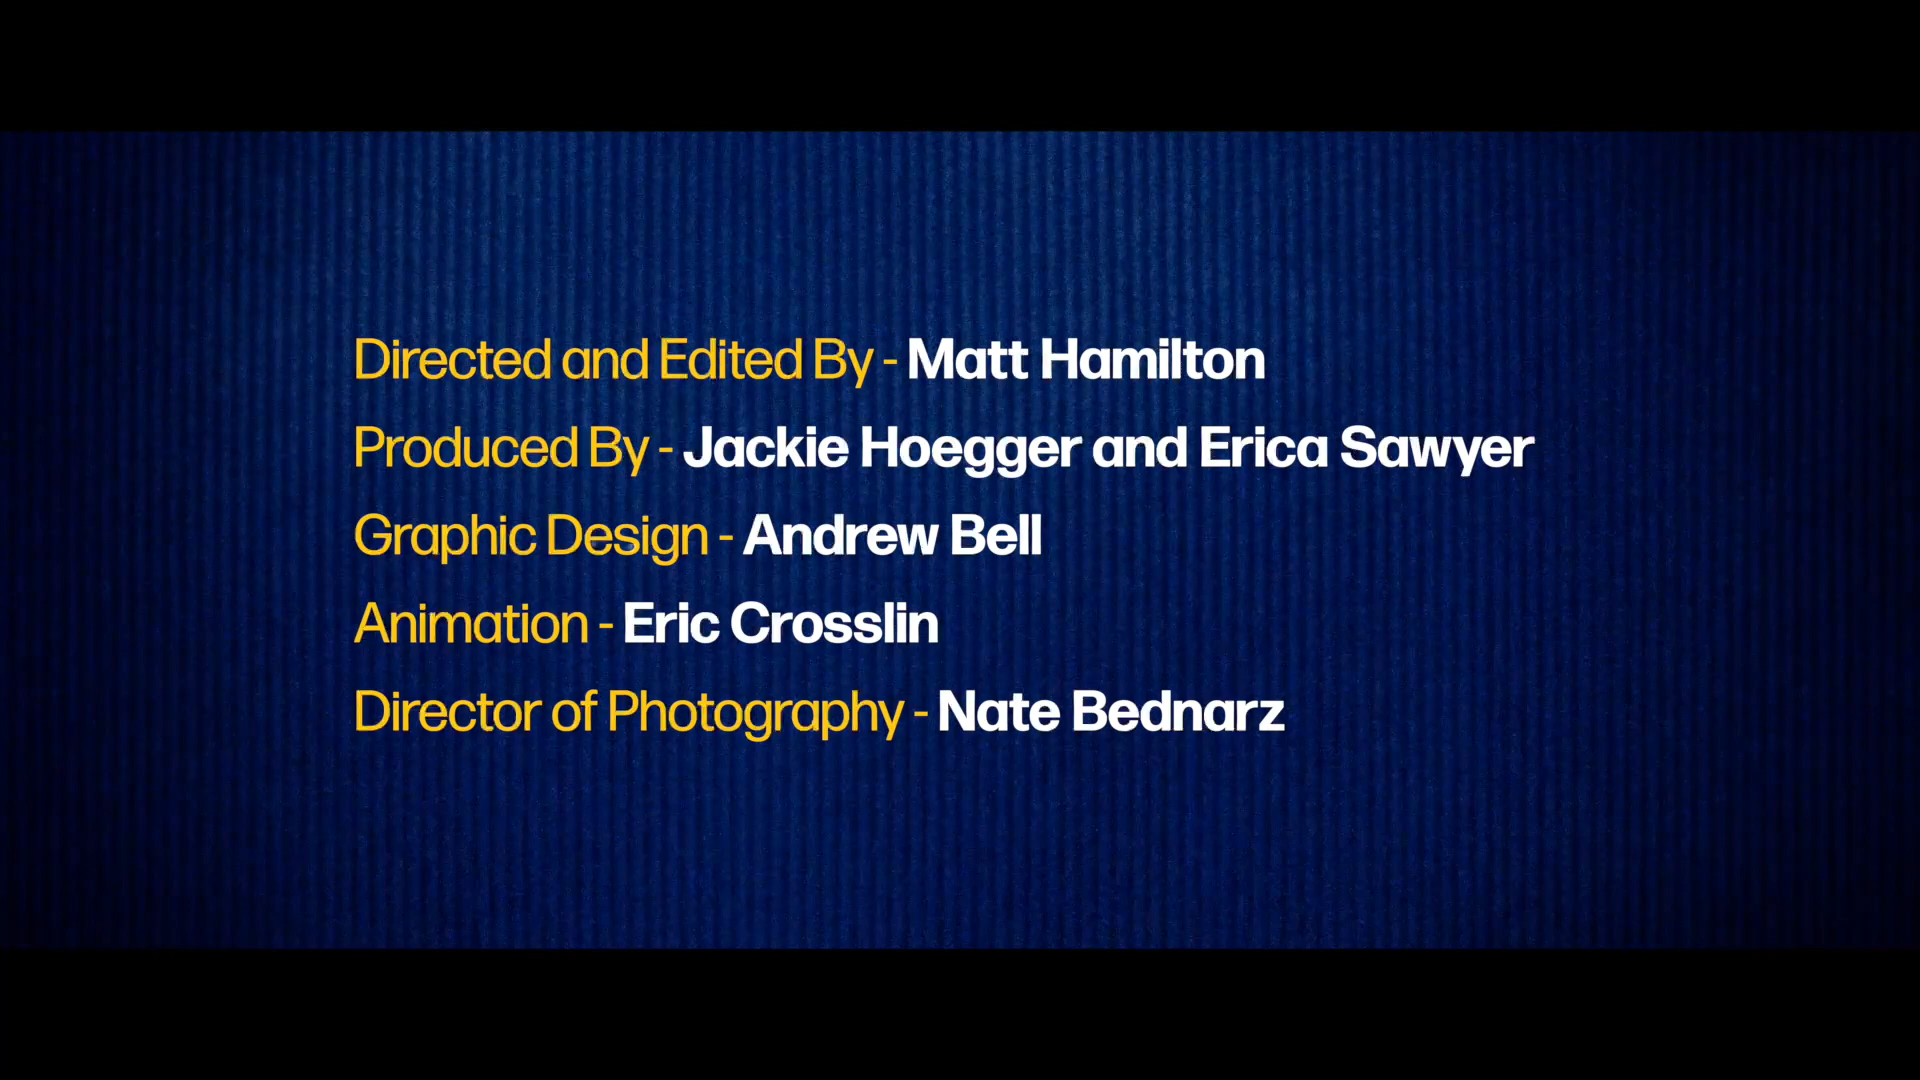 Directed and Edited By - Matt Hamilton
Produced By - Jackie Hoegger and Erica Sawyer
Graphic Design - Andrew Bell
Animation - Eric Crosslin
Director of Photography - Nate Bednarz